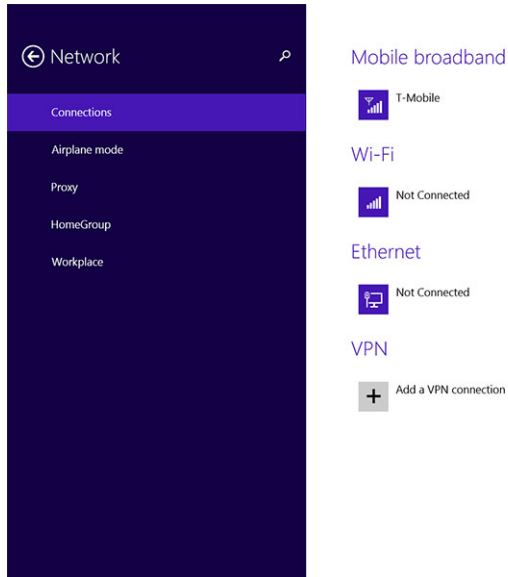 Network
Connections
Airplane mode
Proxy
HomeGroup
Workplace
Mobile broadband
T-Mobile
Wi-Fi
Not Connected
Ethernet
Not Connected
VPN
Add a VPN connection